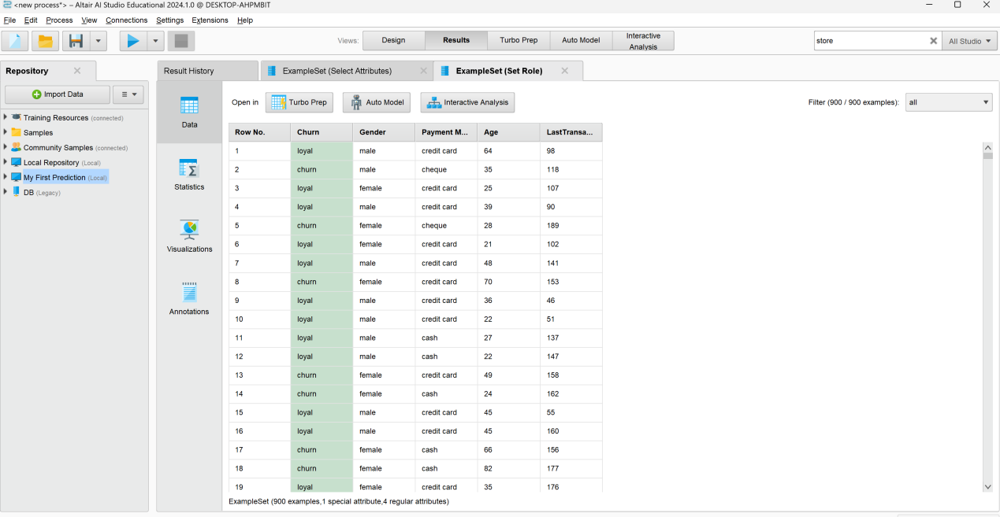 <new process*> – Altair AI Studio Educational 2024.1.0 @ DESKTOP-AHPMBIT
File Edit Process View Connections Settings Extensions Help
Views: Design Results Turbo Prep Auto Model Interactive Analysis store All Studio
Repository
Import Data
Training Resources (connected)
Samples
Community Samples (connected)
Local Repository (Local)
My First Prediction (Local)
DB (Legacy)
Result History ExampleSet (Select Attributes) ExampleSet (Set Role)
Data
Statistics
Visualizations
Annotations
Open in Turbo Prep Auto Model Interactive Analysis Filter (900 / 900 examples): all
Row No. Churn Gender Payment M... Age LastTransa...
1 loyal male credit card 64 98
2 churn male cheque 35 118
3 loyal female credit card 25 107
4 loyal male credit card 39 90
5 churn female cheque 28 189
6 loyal female credit card 21 102
7 loyal male credit card 48 141
8 churn female credit card 70 153
9 loyal male credit card 36 46
10 loyal male credit card 22 51
11 loyal male cash 27 137
12 loyal male cash 22 147
13 churn female credit card 49 158
14 churn female cash 24 162
15 loyal male credit card 45 55
16 loyal male credit card 45 160
17 churn female cash 66 156
18 churn female cash 82 177
19 loyal female credit card 35 176
ExampleSet (900 examples,1 special attribute,4 regular attributes)